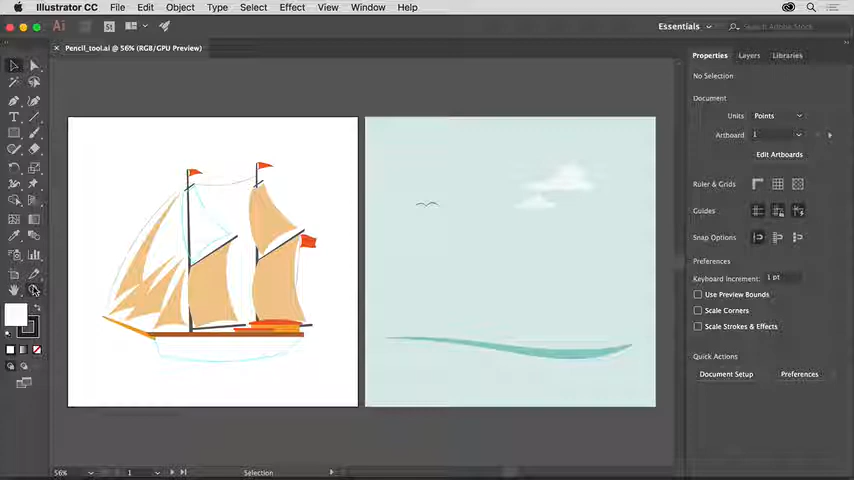 Illustrator CC File Edit Object Type Select Effect View Window Help
Ai St Essentials Search Adobe Stock
× Pencil_tool.ai @ 56% (RGB/GPU Preview)
Properties Layers Libraries
No Selection
Document
Units Points
Artboard 1
Edit Artboards
Ruler & Grids
Guides
Snap Options
Preferences
Keyboard Increment: 1 pt
Use Preview Bounds
Scale Corners
Scale Strokes & Effects
Quick Actions
Document Setup Preferences
56% 1 Selection